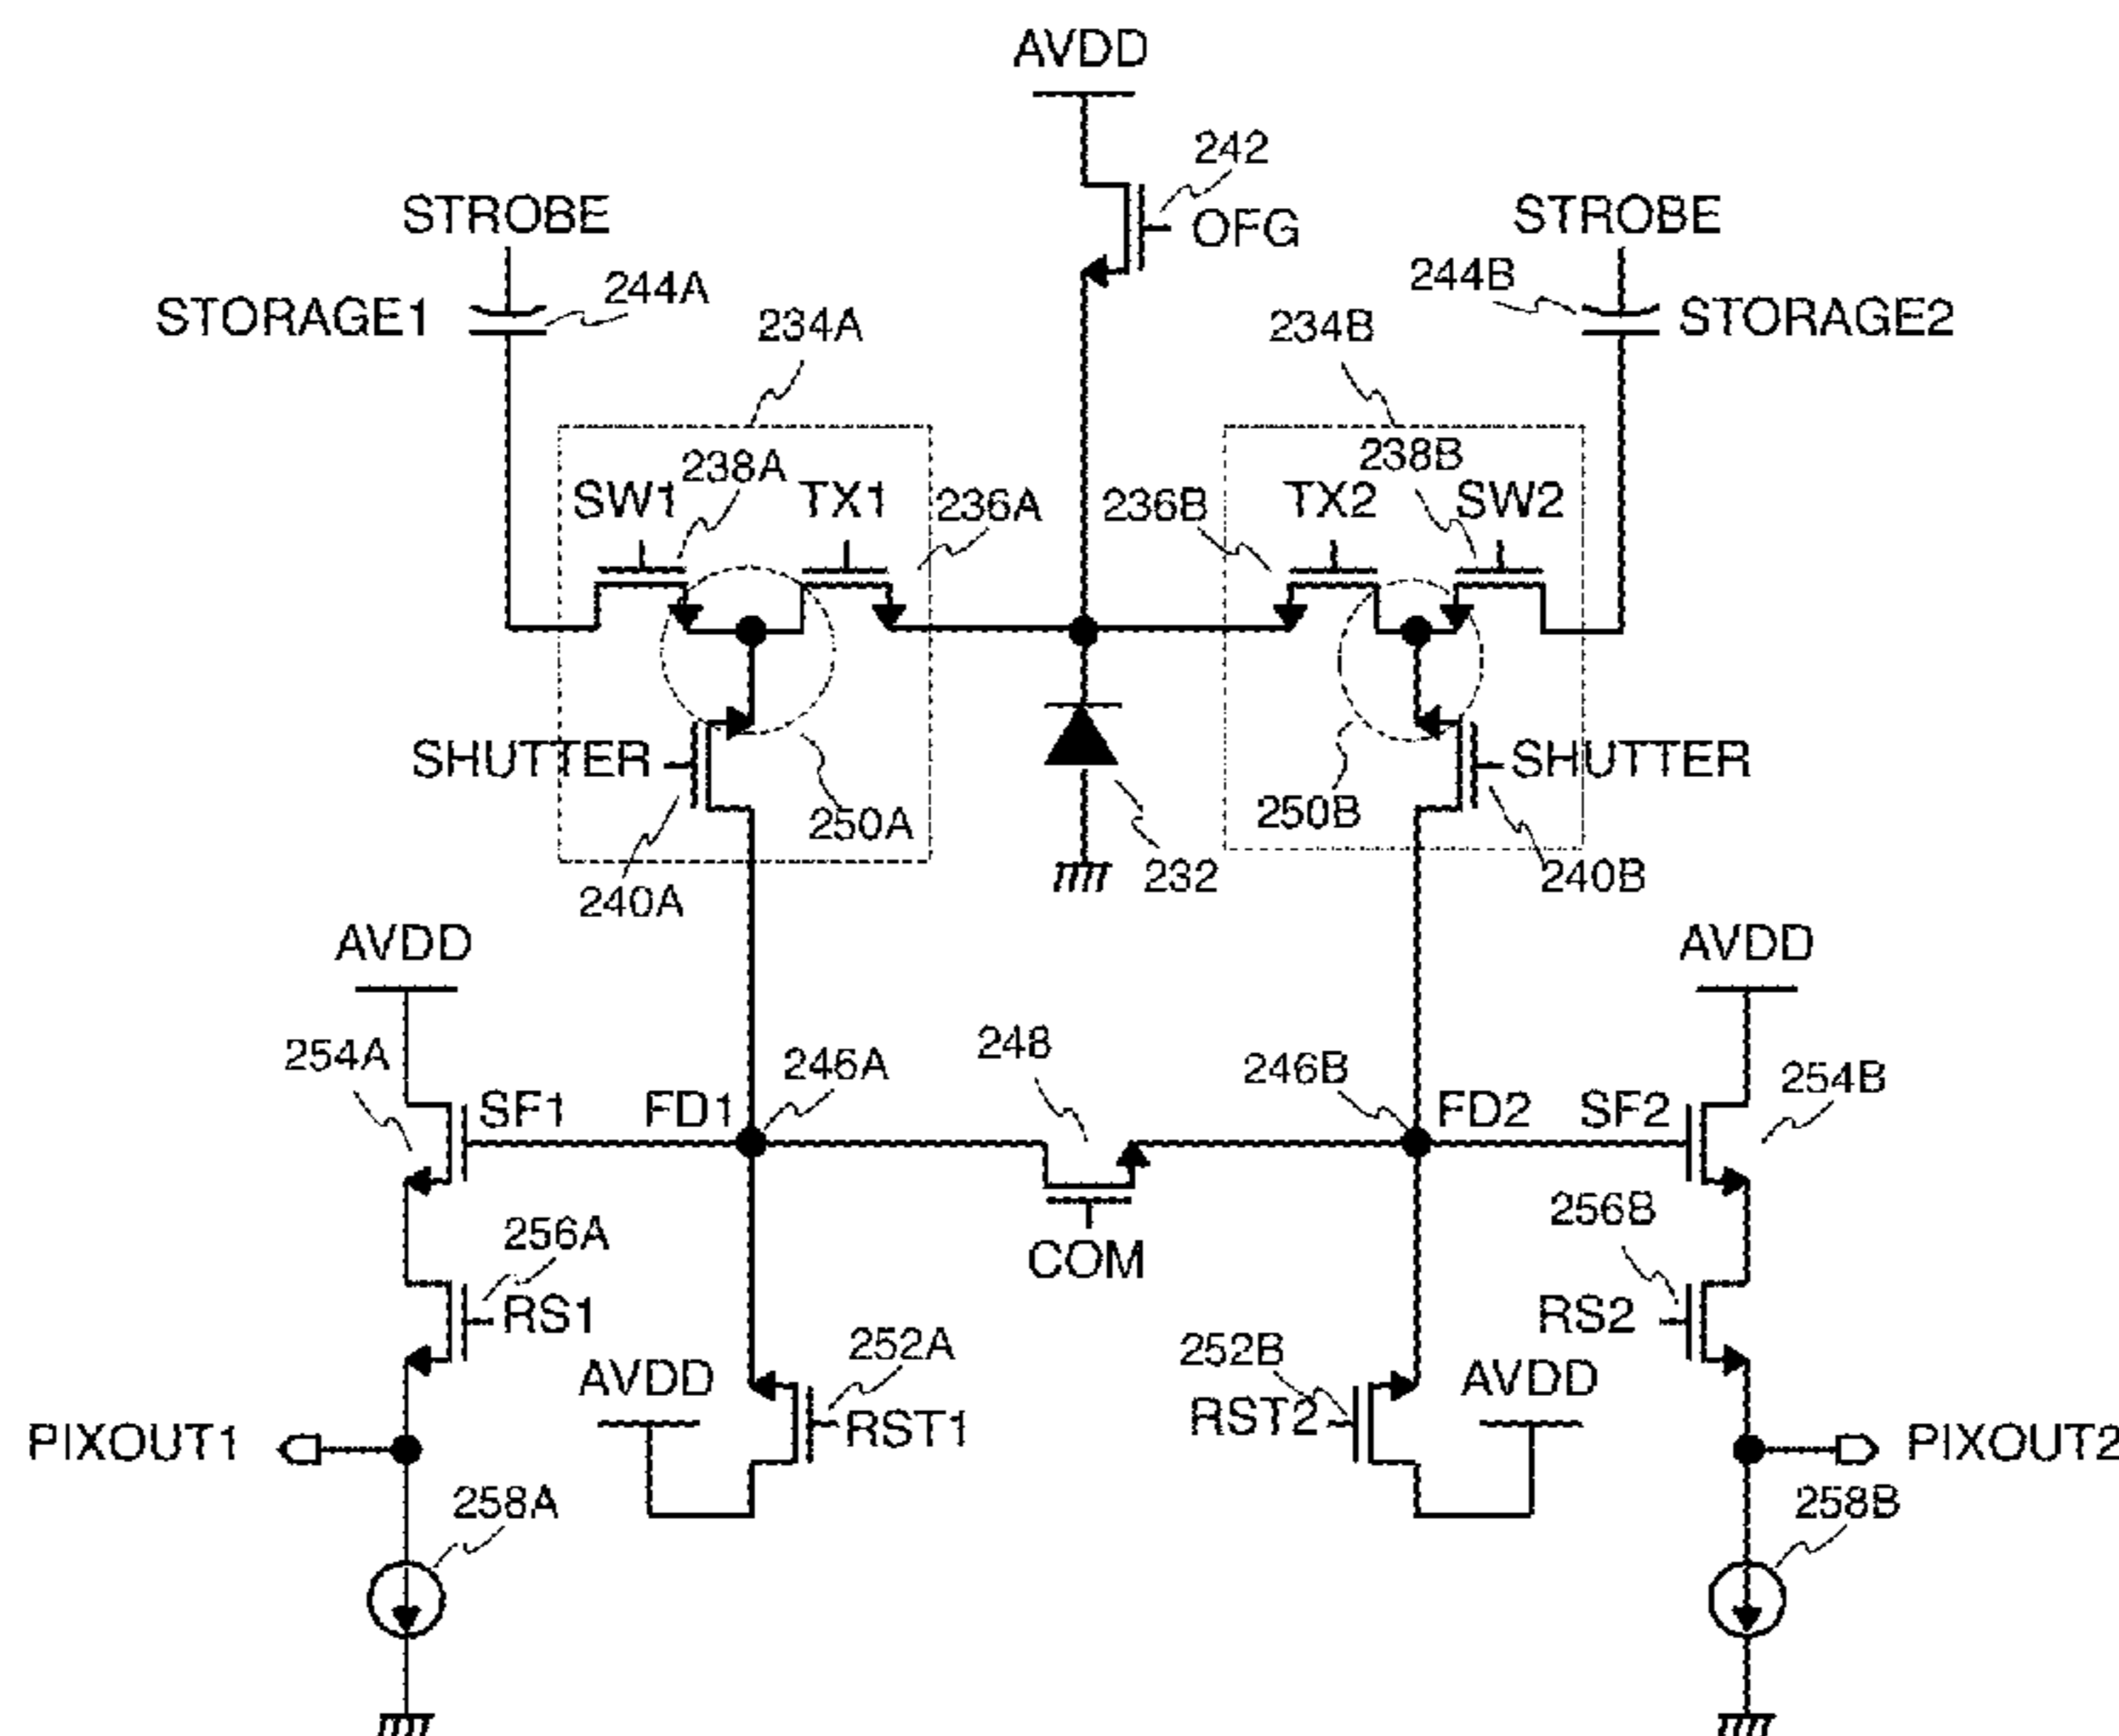 AVDD
242
OFG
STROBE
STROBE
244A
244B
STORAGE1
STORAGE2
234A
234B
238A
238B
SW1
TX1
236A
236B
TX2
SW2
SHUTTER
SHUTTER
250A
250B
232
240A
240B
AVDD
AVDD
254A
248
246A
246B
254B
SF1
FD1
FD2
SF2
256A
256B
COM
RS1
RS2
252A
252B
AVDD
AVDD
RST1
RST2
PIXOUT1
PIXOUT2
258A
258B